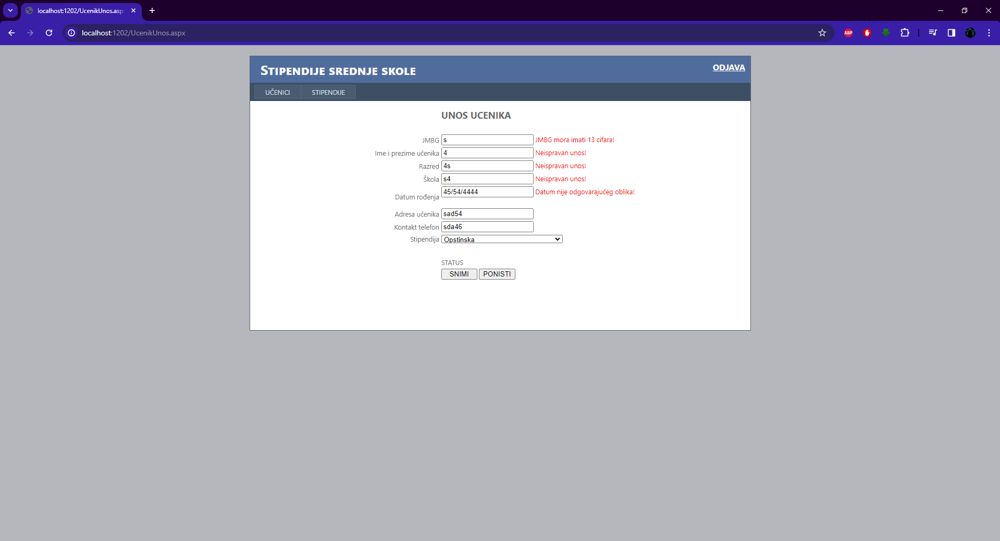 localhost:1202/UcenikUnos.asp
localhost:1202/UcenikUnos.aspx
ABP
Stipendije srednje skole
ODJAVA
UČENICI STIPENDIJE
UNOS UCENIKA
JMBG s JMBG mora imati 13 cifara!
Ime i prezime učenika 4 Neispravan unos!
Razred 4s Neispravan unos!
Škola s4 Neispravan unos!
Datum rođenja 45/54/4444 Datum nije odgovarajućeg oblika!
Adresa učenika sad54
Kontakt telefon sda46
Stipendija Opstinska
STATUS
SNIMI PONISTI